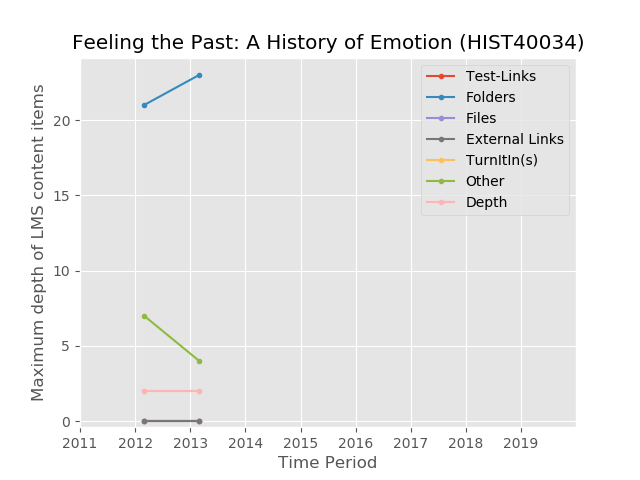 Feeling the Past: A History of Emotion (HIST40034)
Maximum depth of LMS content items
20
15
10
5
0
Test-Links
Folders
Files
External Links
TurnItIn(s)
Other
Depth
2011 2012 2013 2014 2015 2016 2017 2018 2019
Time Period